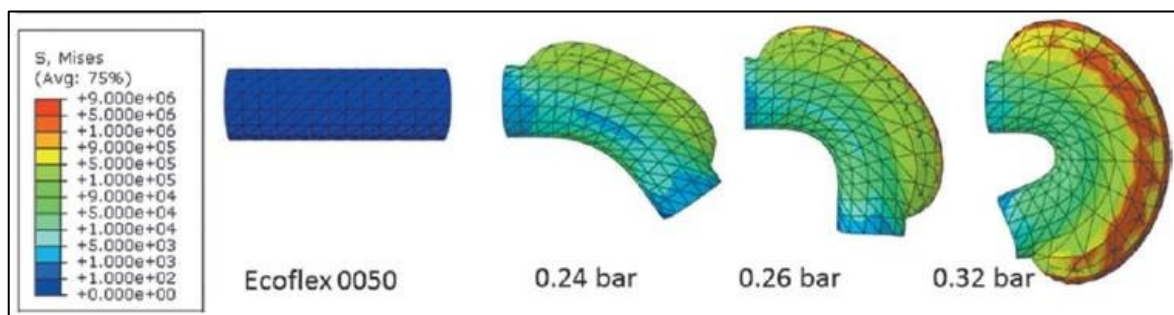 S, Mises
(Avg: 75%)
+9.000e+06
+5.000e+06
+1.000e+06
+9.000e+05
+5.000e+05
+1.000e+05
+9.000e+04
+5.000e+04
+1.000e+04
+5.000e+03
+1.000e+03
+1.000e+02
+0.000e+00
Ecoflex 0050
0.24 bar
0.26 bar
0.32 bar